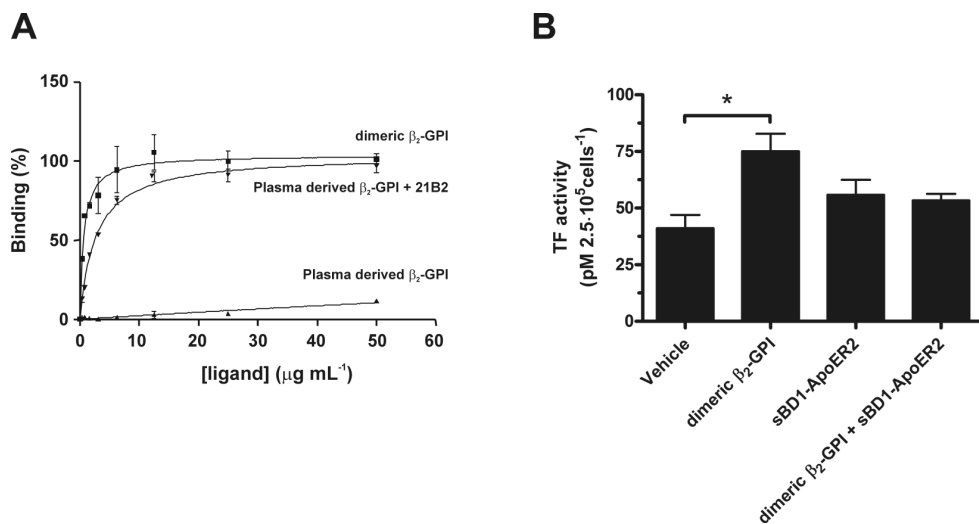 A
150
100
50
0
Binding (%)
dimeric β₂-GPI
Plasma derived β₂-GPI + 21B2
Plasma derived β₂-GPI
0 10 20 30 40 50 60
[ligand] (μg mL⁻¹)
B
100
75
50
25
0
TF activity
(pM 2.5·10⁵cells⁻¹)
*
Vehicle
dimeric β₂-GPI
sBD1-ApoER2
dimeric β₂-GPI + sBD1-ApoER2